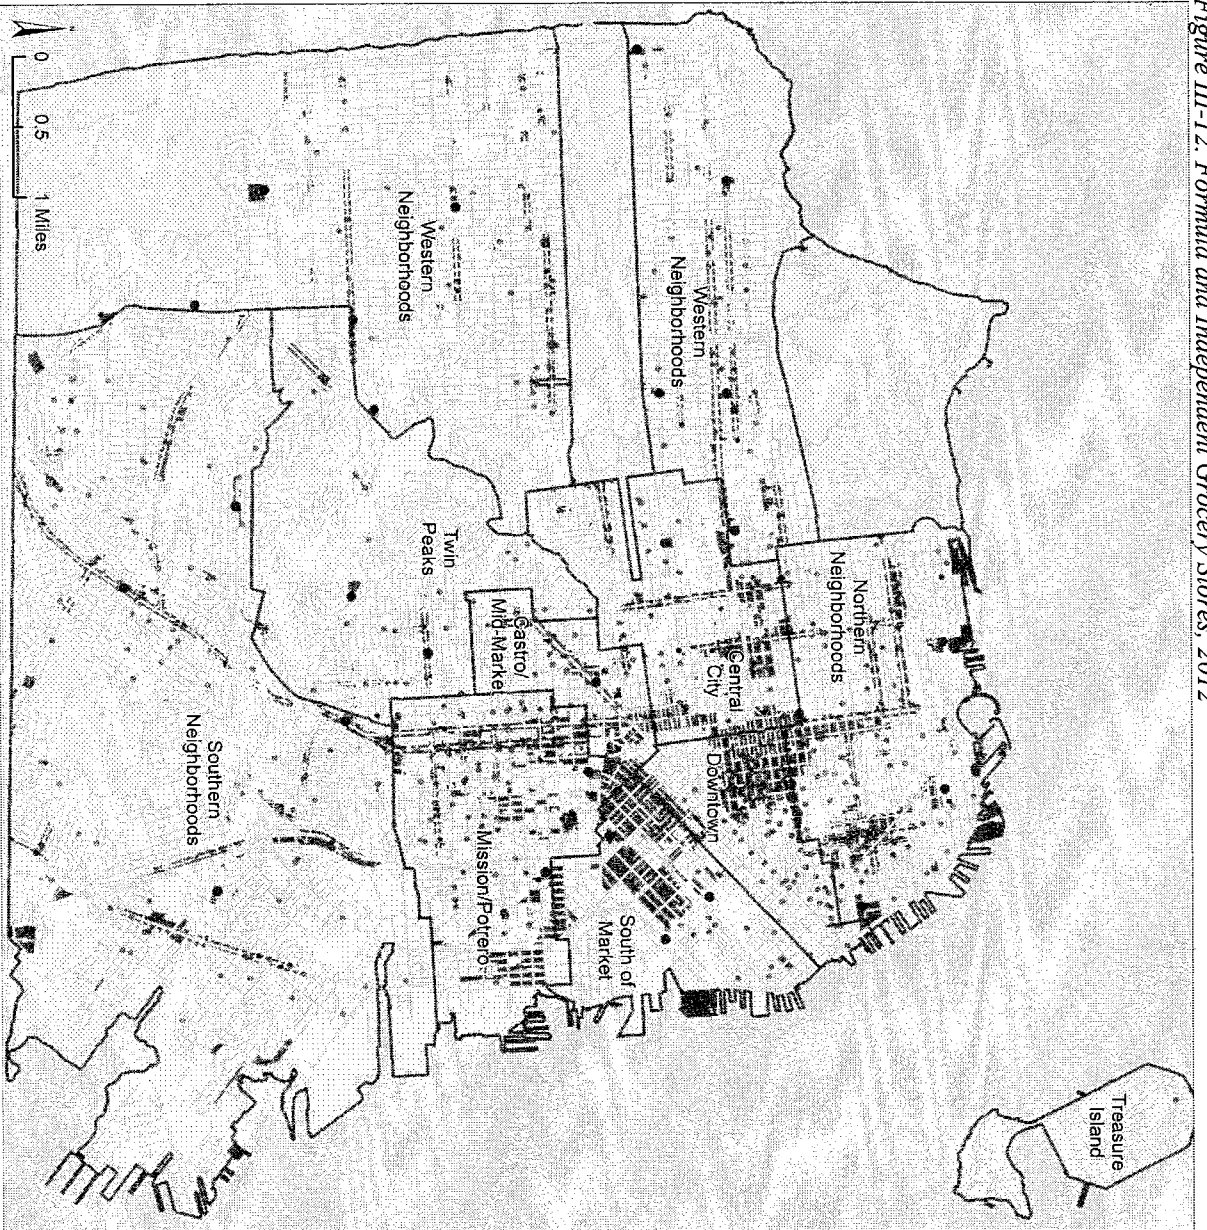 Figure III-12. Formula and Independent Grocery Stores, 2012
Treasure
Island
Northern
Neighborhoods
Central
City
Downtown
South of
Market
Western
Neighborhoods
Castro/
Mid-Market
Mission/Potrero
Twin
Peaks
Western
Neighborhoods
Southern
Neighborhoods
0 0.5 1 Miles
N